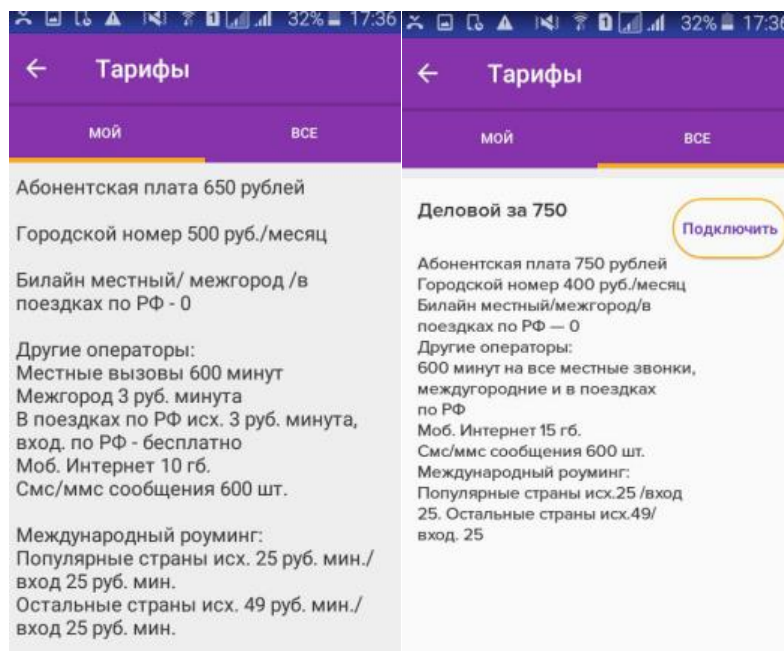 32% 17:36
Тарифы
МОЙ ВСЕ
Абонентская плата 650 рублей
Городской номер 500 руб./месяц
Билайн местный/ межгород /в
поездках по РФ - 0
Другие операторы:
Местные вызовы 600 минут
Межгород 3 руб. минута
В поездках по РФ исх. 3 руб. минута,
вход. по РФ - бесплатно
Моб. Интернет 10 гб.
Смс/ммс сообщения 600 шт.
Международный роуминг:
Популярные страны исх. 25 руб. мин./
вход 25 руб. мин.
Остальные страны исх. 49 руб. мин./
вход 25 руб. мин.
32% 17:36
Тарифы
МОЙ ВСЕ
Деловой за 750
Подключить
Абонентская плата 750 рублей
Городской номер 400 руб./месяц
Билайн местный/межгород/в
поездках по РФ — 0
Другие операторы:
600 минут на все местные звонки,
междугородние и в поездках
по РФ
Моб. Интернет 15 гб.
Смс/ммс сообщения 600 шт.
Международный роуминг:
Популярные страны исх.25 /вход
25. Остальные страны исх.49/
вход. 25